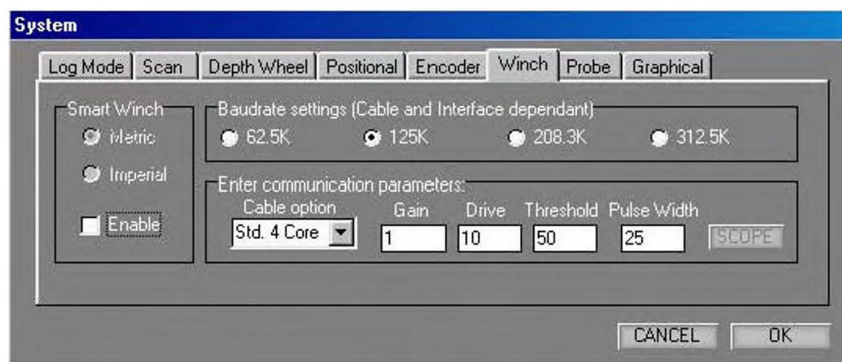 System
Log Mode Scan Depth Wheel Positional Encoder Winch Probe Graphical
Smart Winch
Metric
Imperial
Enable
Baudrate settings (Cable and Interface dependant)
62.5K 125K 208.3K 312.5K
Enter communication parameters:
Cable option Gain Drive Threshold Pulse Width
Std. 4 Core 1 10 50 25 SCOPE
CANCEL OK